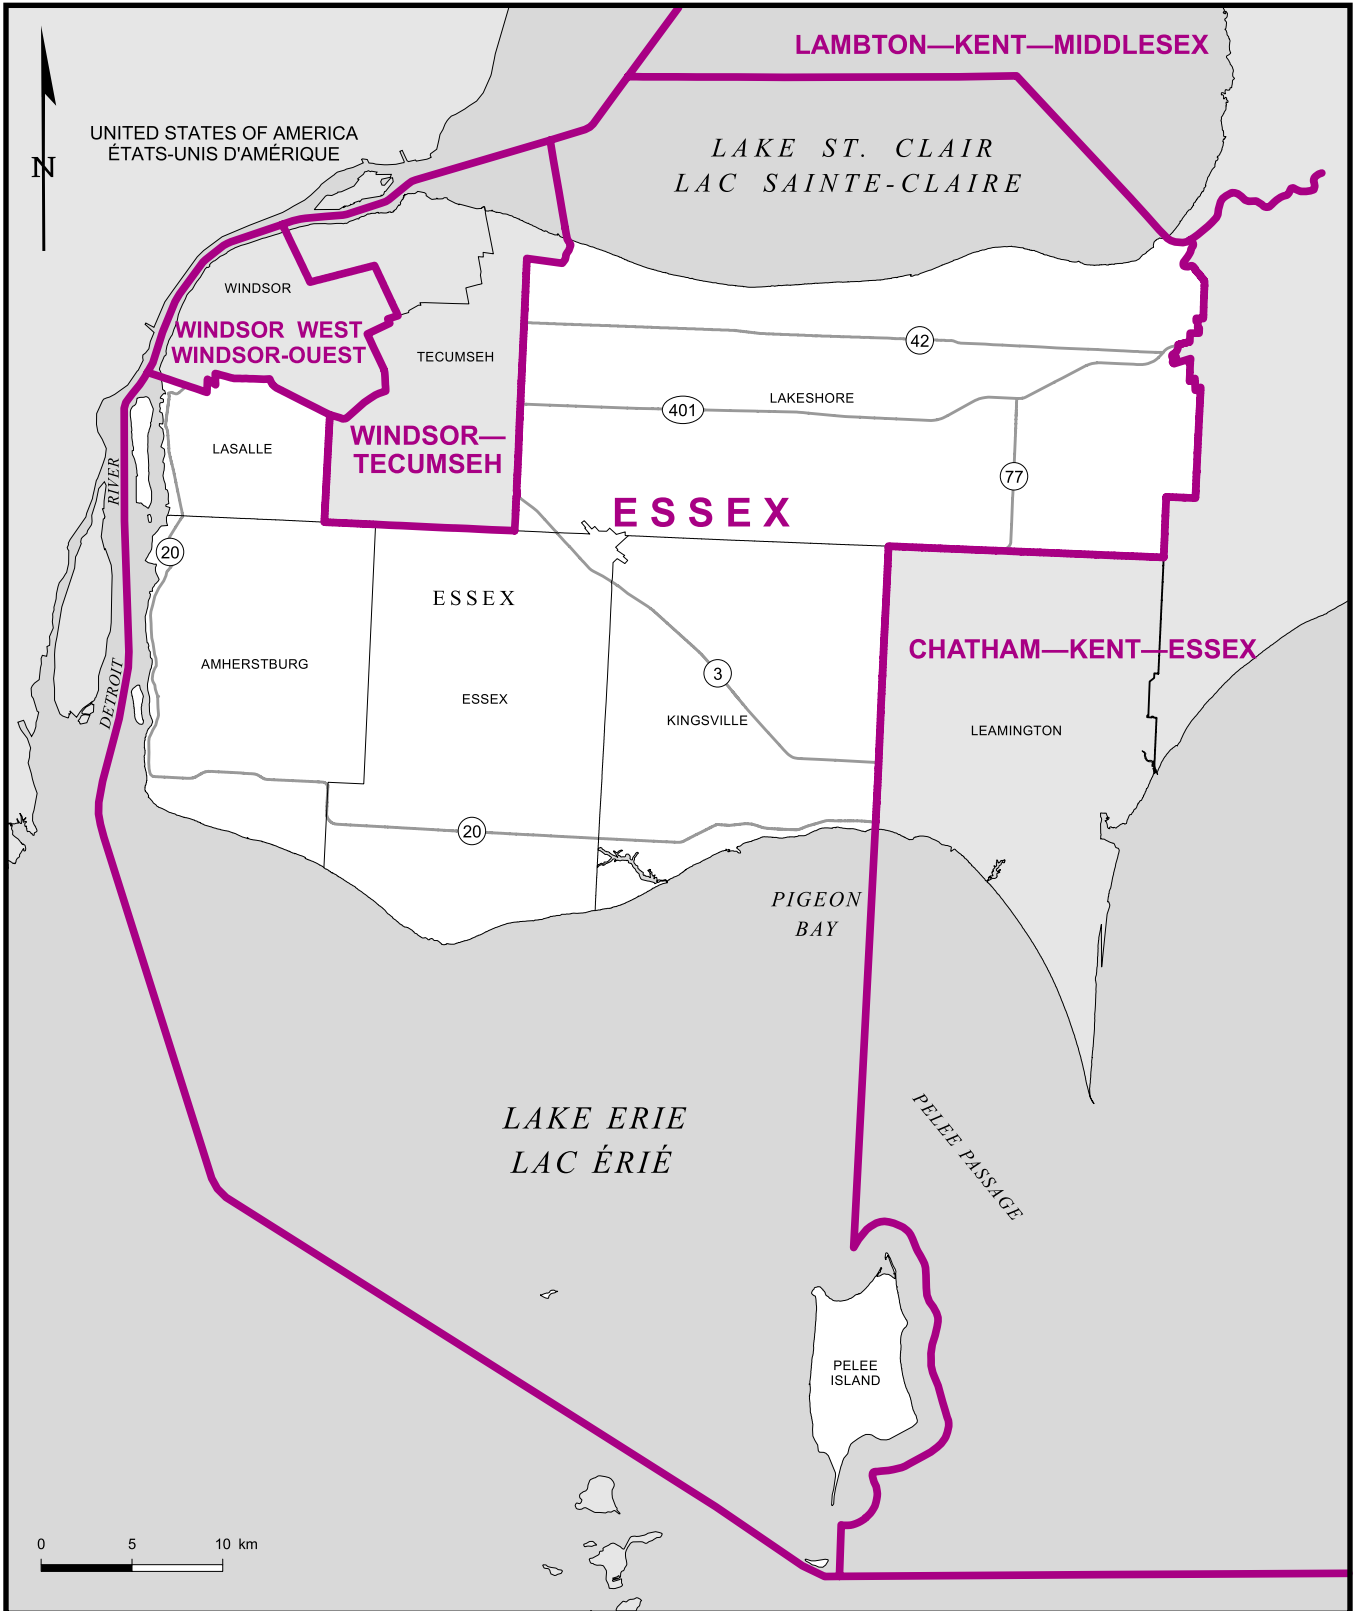 LAMBTON—KENT—MIDDLESEX
UNITED STATES OF AMERICA
ÉTATS-UNIS D'AMÉRIQUE
N
LAKE ST. CLAIR
LAC SAINTE-CLAIRE
WINDSOR
WINDSOR WEST
WINDSOR-OUEST
TECUMSEH
42
LAKESHORE
401
WINDSOR—
TECUMSEH
LASALLE
77
RIVER
ESSEX
20
ESSEX
CHATHAM—KENT—ESSEX
AMHERSTBURG
3
DETROIT
ESSEX
KINGSVILLE
LEAMINGTON
20
PIGEON
BAY
LAKE ERIE
LAC ÉRIÉ
PELEE PASSAGE
PELEE
ISLAND
0 5 10 km